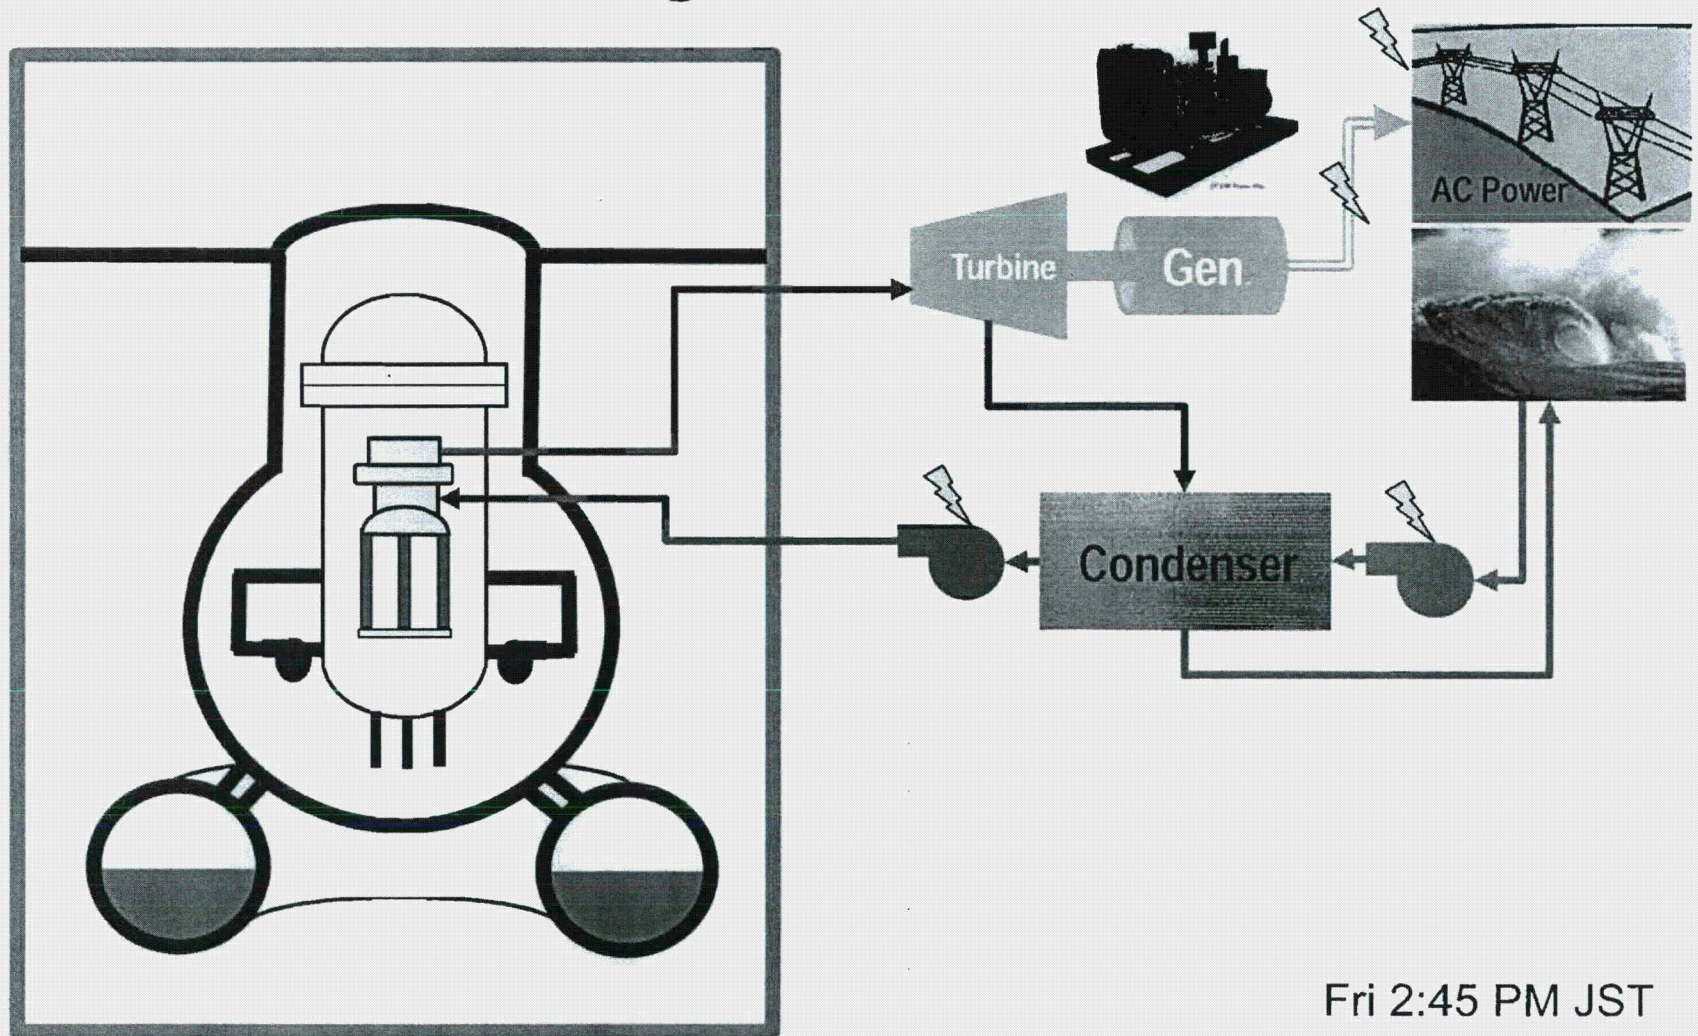 AC Power
Turbine
Gen
Condenser
Fri 2:45 PM JST